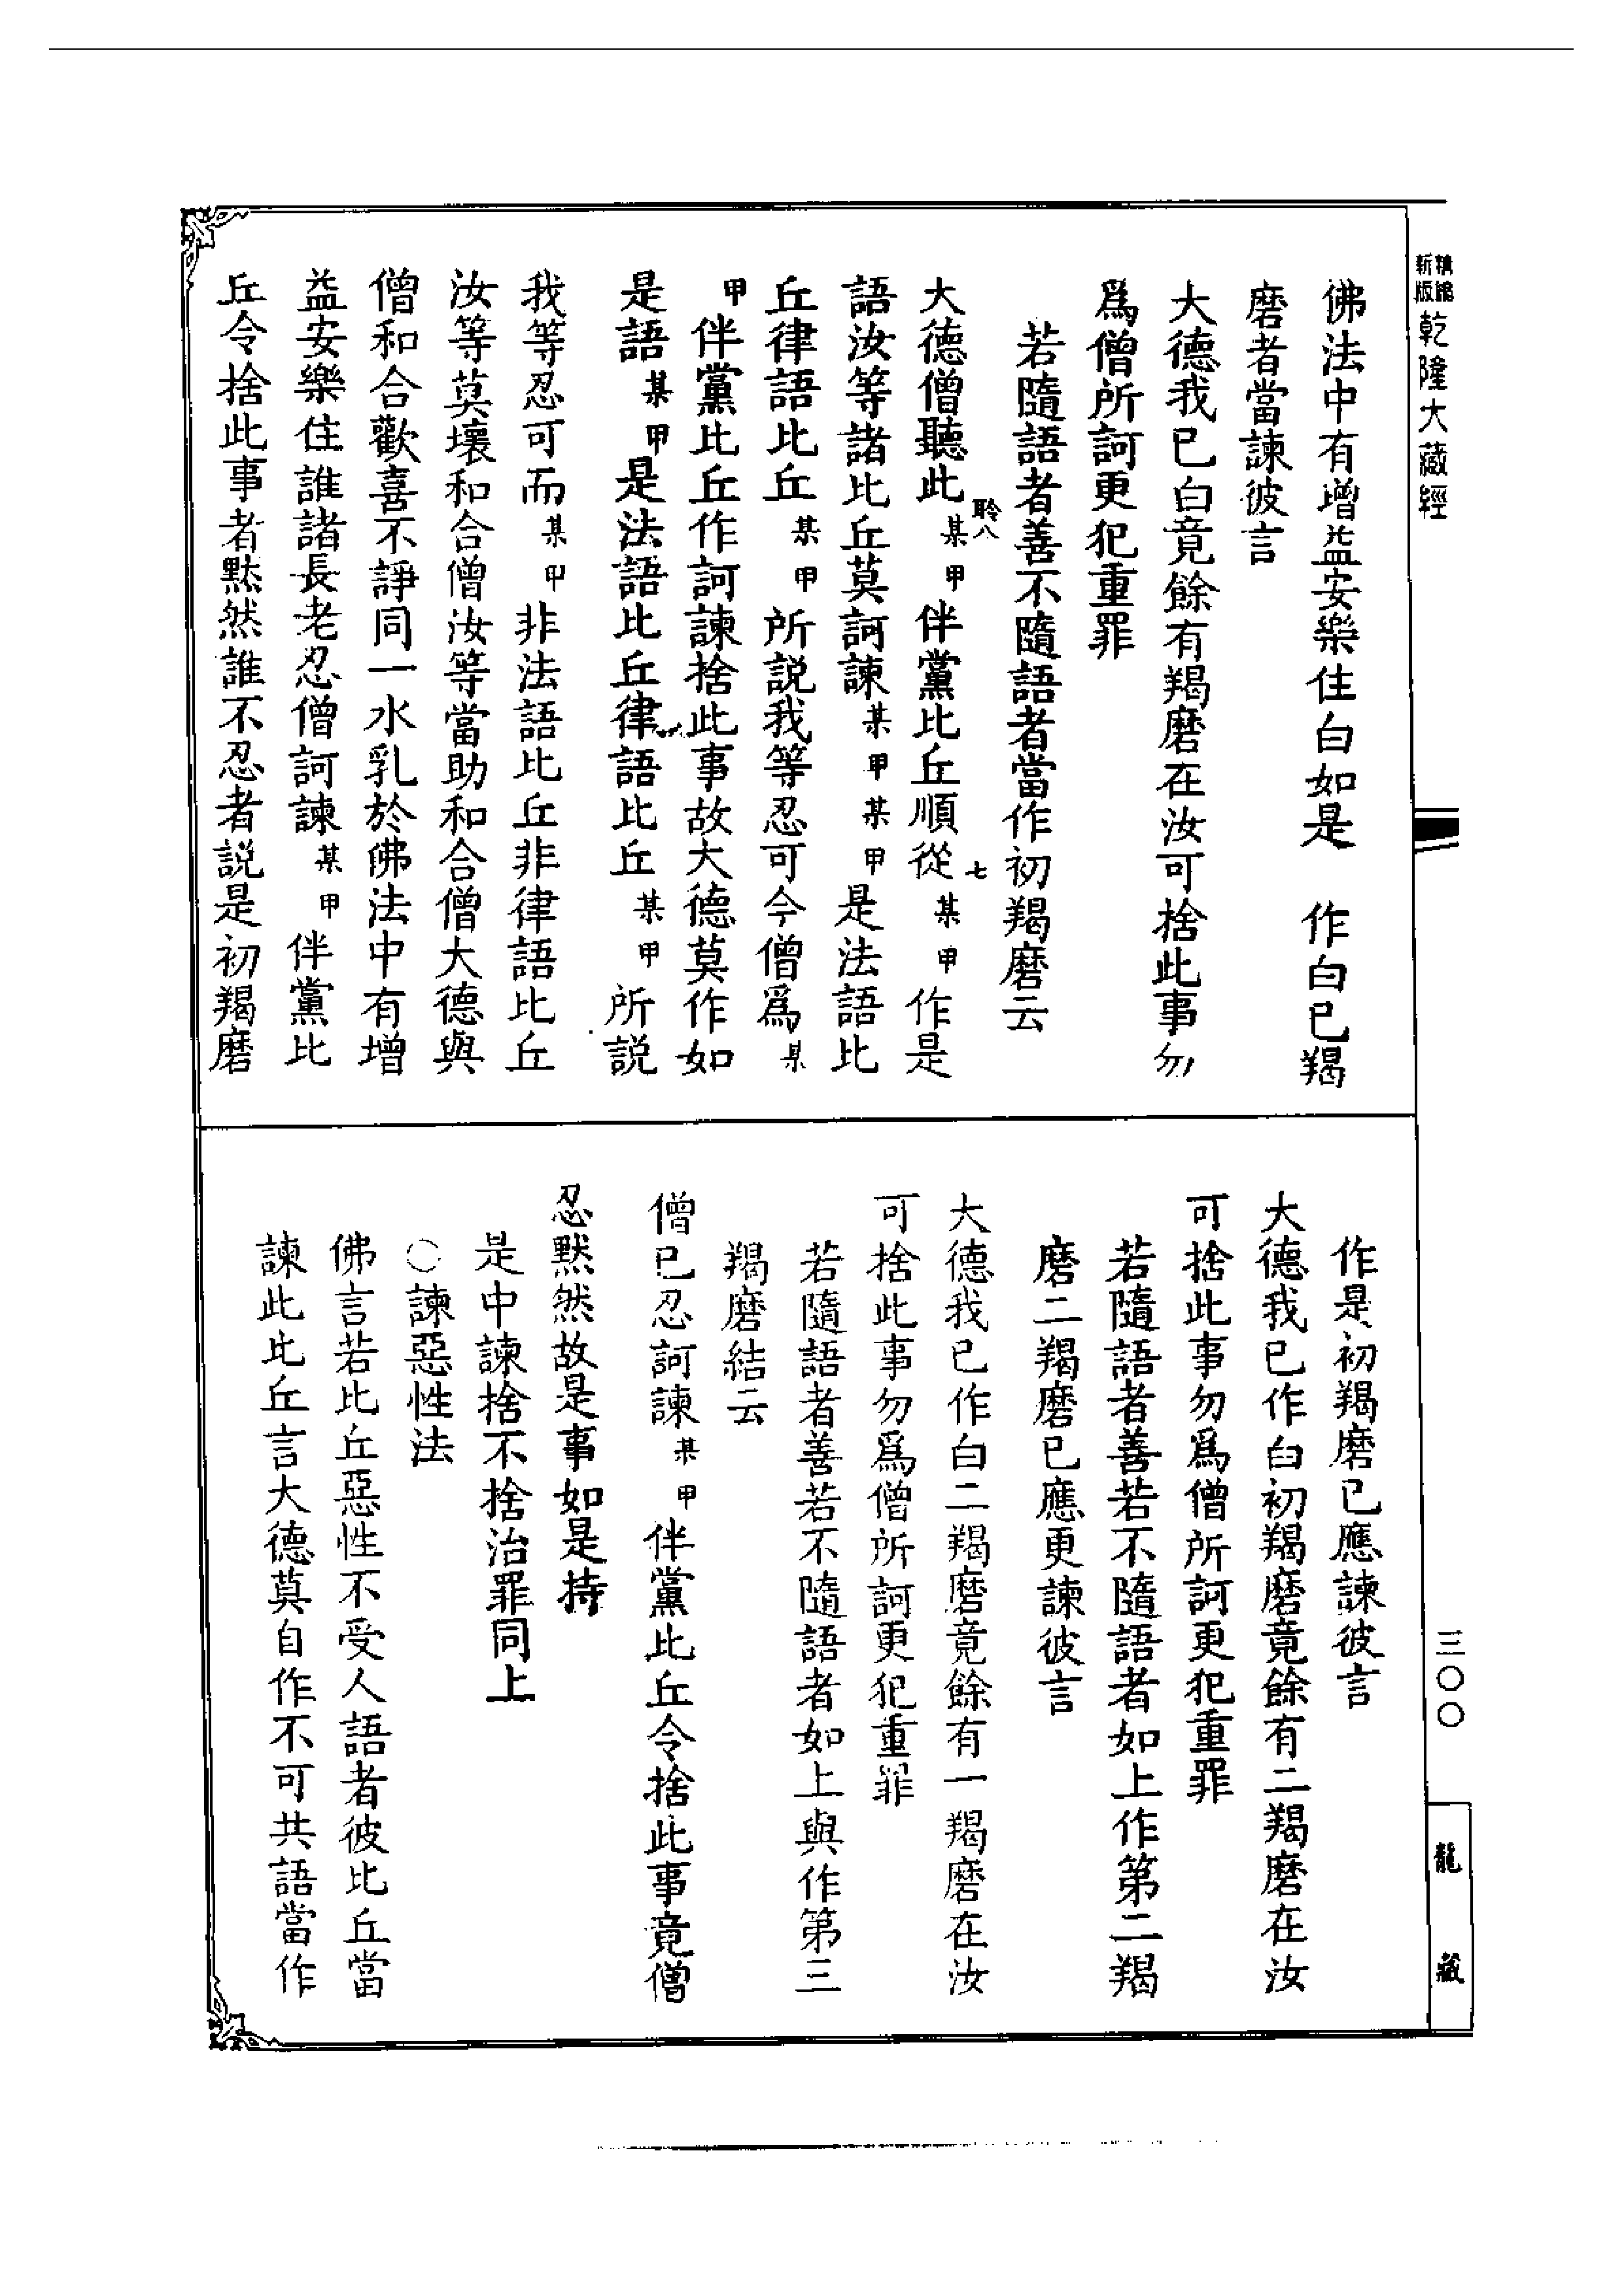 精縮
新版
乾隆大藏經
佛法中有增益安樂住白如是　作白已羯
磨者當諫彼言
大德我已白竟餘有羯磨在汝可捨此事勿
爲僧所訶更犯重罪
若隨語者善不隨語者當作初羯磨云
聆八
七
大德僧聽此某甲伴黨比丘順從某甲作是
語汝等諸比丘莫訶諫某甲某甲是法語比
丘律語比丘某甲所說我等忍可今僧爲某
甲伴黨比丘作訶諫捨此事故大德莫作如
是語某甲是法語比丘律語比丘某甲所說
我等忍可而某甲非法語比丘非律語比丘
汝等莫壞和合僧汝等當助和合僧大德與
僧和合歡喜不諍同一水乳於佛法中有增
益安樂住誰諸長老忍僧訶諫某甲伴黨比
丘令捨此事者默然誰不忍者說是初羯磨
作是初羯磨已應諫彼言
大德我已作白初羯磨竟餘有二羯磨在汝
可捨此事勿爲僧所訶更犯重罪
若隨語者善若不隨語者如上作第二羯
磨二羯磨已應更諫彼言
大德我已作白二羯磨竟餘有一羯磨在汝
可捨此事勿爲僧所訶更犯重罪
若隨語者善若不隨語者如上與作第三
羯磨結云
僧已忍訶諫某甲伴黨比丘令捨此事竟僧
忍默然故是事如是持
是中諫捨不捨治罪同上
○諫惡性法
佛言若比丘惡性不受人語者彼比丘當
諫此比丘言大德莫自作不可共語當作
三〇〇
龍藏